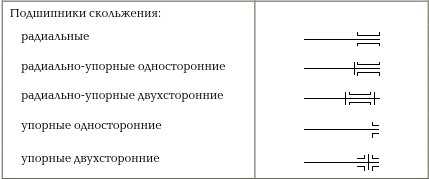 Подшипники скольжения:
радиальные
радиально-упорные односторонние
радиально-упорные двухсторонние
упорные односторонние
упорные двухсторонние